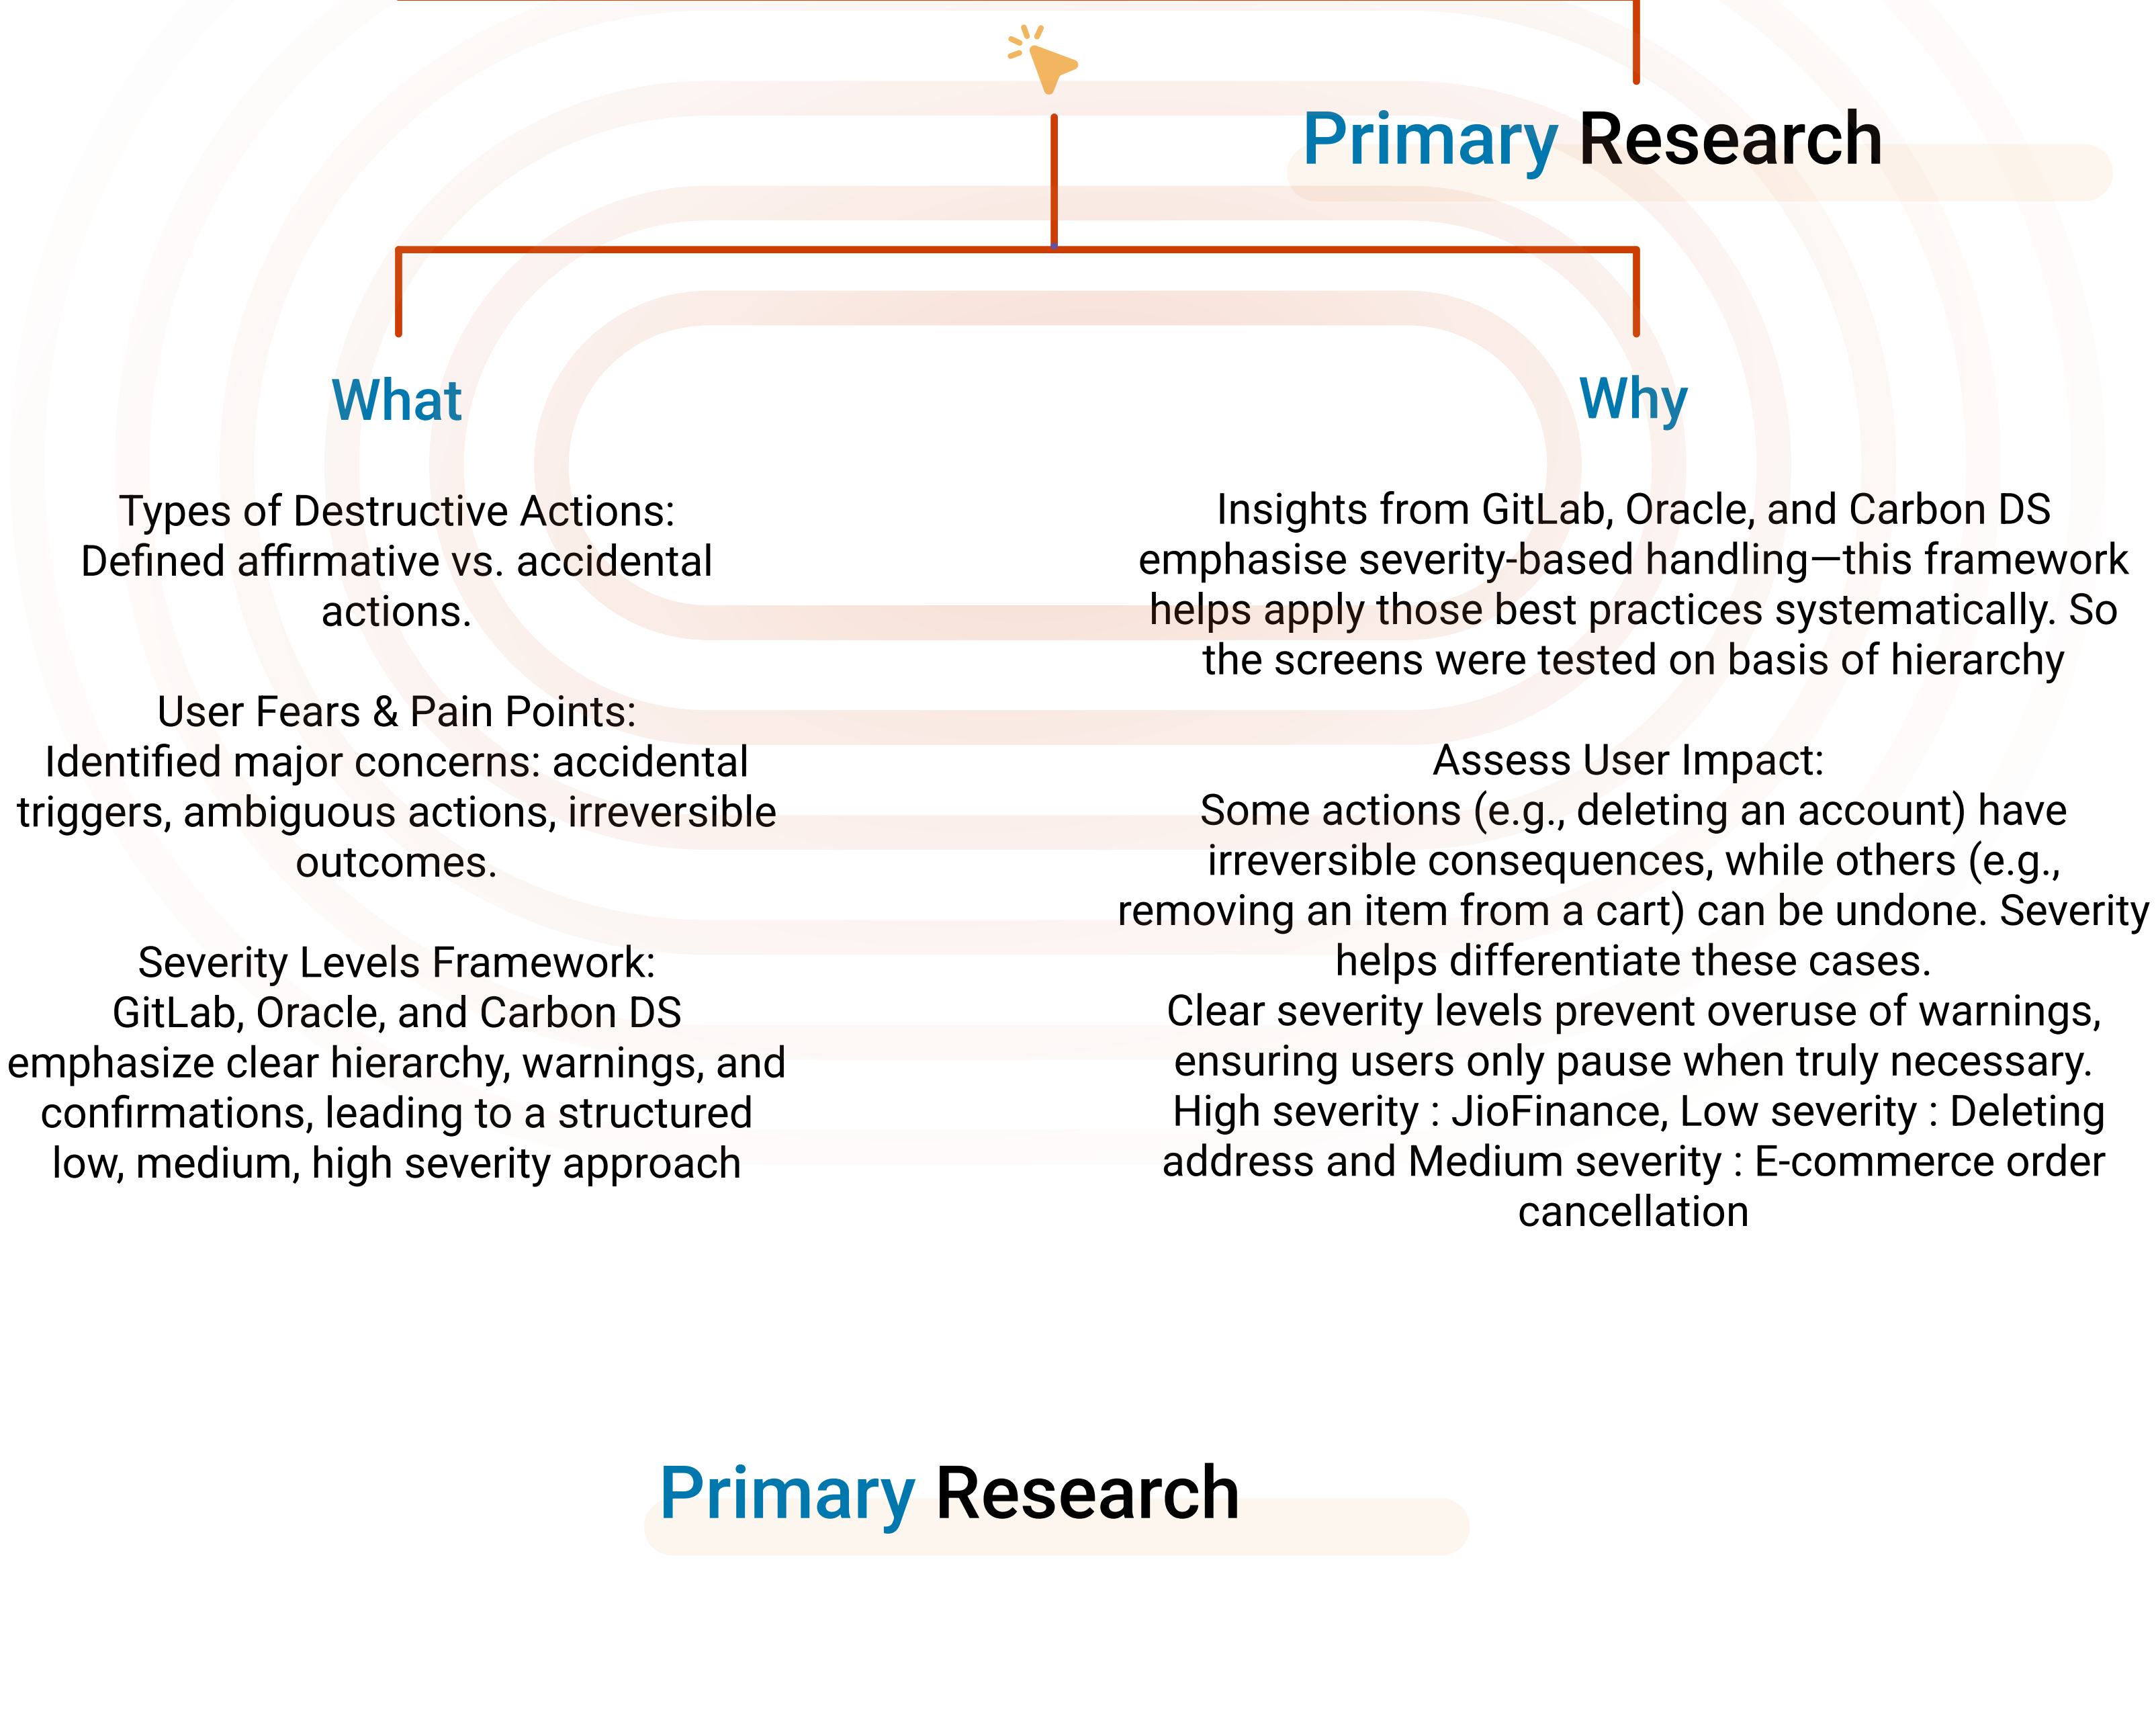 Primary Research
What
Types of Destructive Actions:
Defined affirmative vs. accidental
actions.
User Fears & Pain Points:
Identified major concerns: accidental
triggers, ambiguous actions, irreversible
outcomes.
Severity Levels Framework:
GitLab, Oracle, and Carbon DS
emphasize clear hierarchy, warnings, and
confirmations, leading to a structured
low, medium, high severity approach
Why
Insights from GitLab, Oracle, and Carbon DS
emphasise severity-based handling—this framework
helps apply those best practices systematically. So
the screens were tested on basis of hierarchy
Assess User Impact:
Some actions (e.g., deleting an account) have
irreversible consequences, while others (e.g.,
removing an item from a cart) can be undone. Severity
helps differentiate these cases.
Clear severity levels prevent overuse of warnings,
ensuring users only pause when truly necessary.
High severity : JioFinance, Low severity : Deleting
address and Medium severity : E-commerce order
cancellation
Primary Research